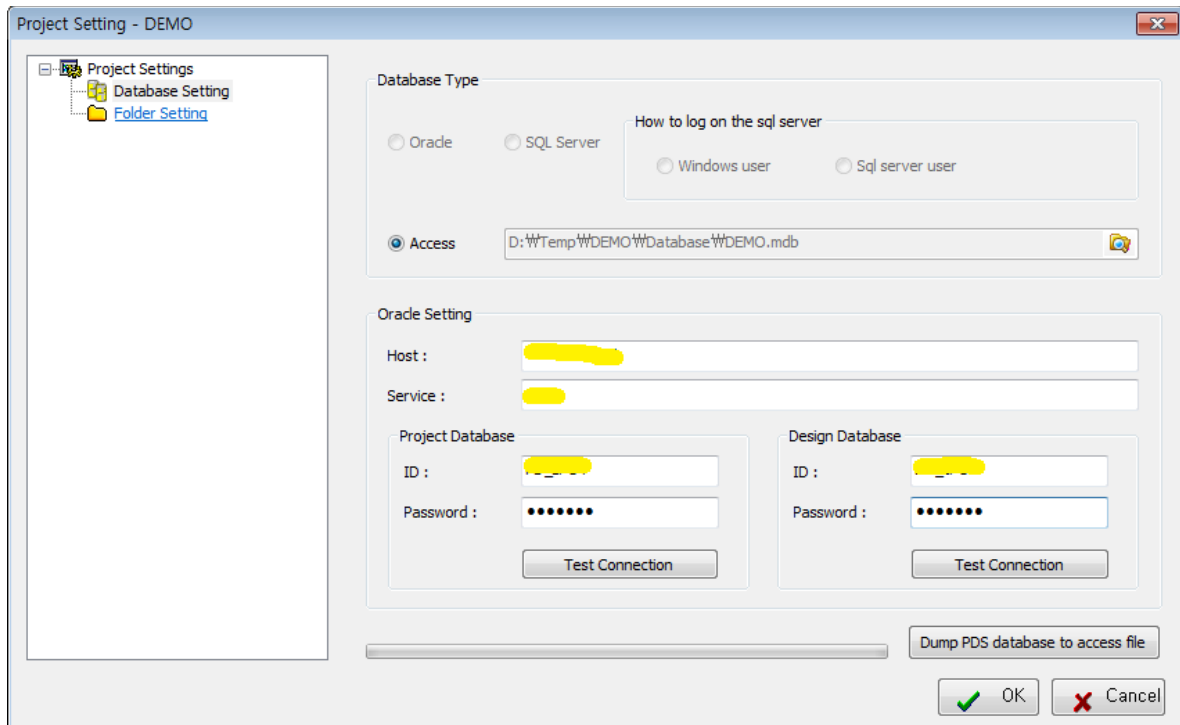 Project Setting - DEMO
Project Settings
Database Setting
Folder Setting
Database Type
Oracle
SQL Server
How to log on the sql server
Windows user
Sql server user
Access
D:₩Temp₩DEMO₩Database₩DEMO.mdb
Oracle Setting
Host :
Service :
Project Database
ID :
Password :
•••••••
Test Connection
Design Database
ID :
Password :
•••••••
Test Connection
Dump PDS database to access file
OK
Cancel